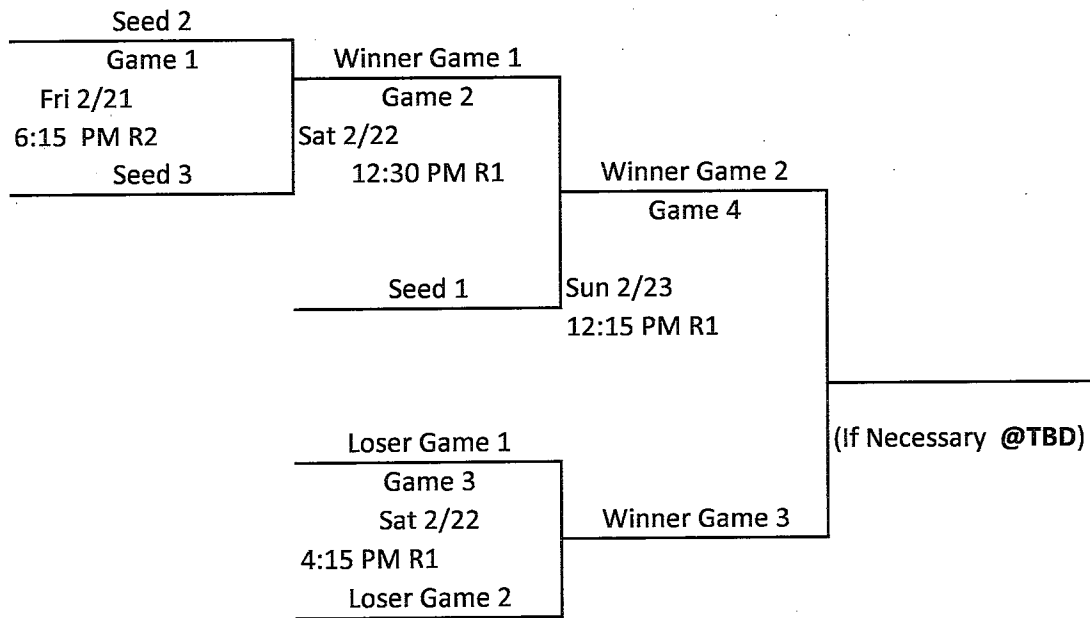 Seed 2
Game 1
Fri 2/21
6:15 PM R2
Seed 3
Winner Game 1
Game 2
Sat 2/22
12:30 PM R1
Seed 1
Winner Game 2
Game 4
Sun 2/23
12:15 PM R1
Loser Game 1
Game 3
Sat 2/22
4:15 PM R1
Loser Game 2
Winner Game 3
(If Necessary @TBD)